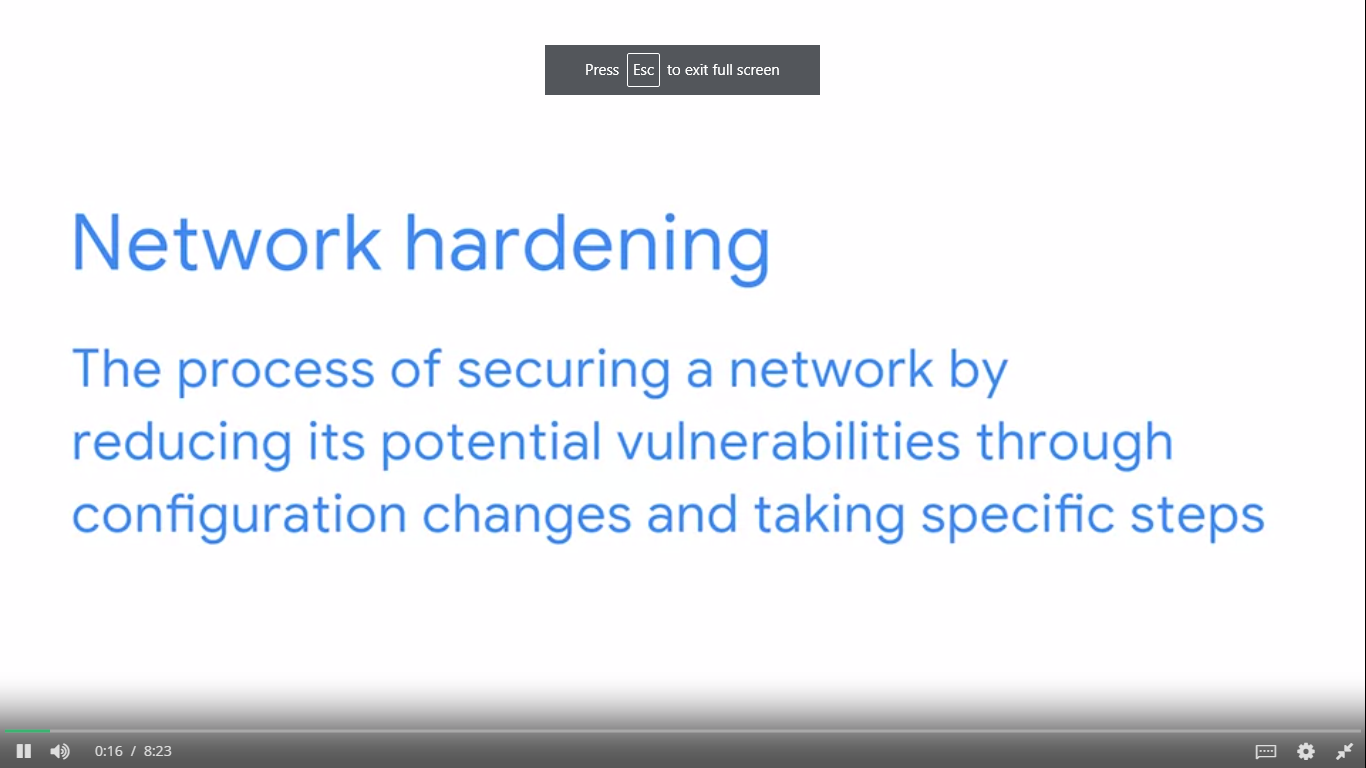 Press Esc to exit full screen
Network hardening
The process of securing a network by
reducing its potential vulnerabilities through
configuration changes and taking specific steps
0:16 / 8:23